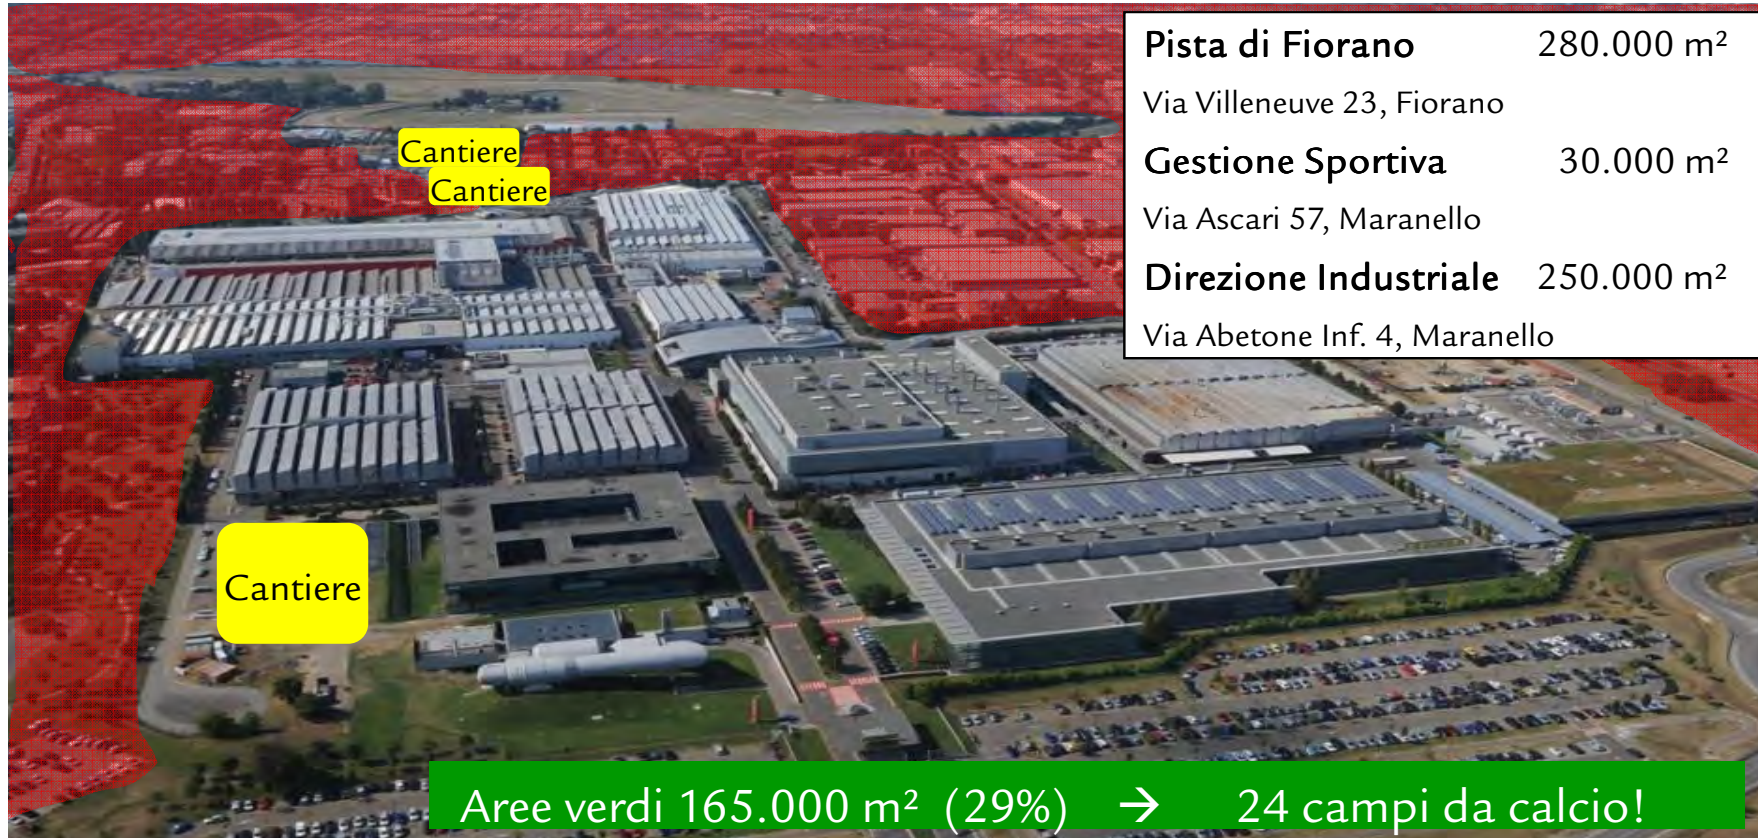 Pista di Fiorano 280.000 m²
Via Villeneuve 23, Fiorano
Gestione Sportiva 30.000 m²
Via Ascari 57, Maranello
Direzione Industriale 250.000 m²
Via Abetone Inf. 4, Maranello
Cantiere
Cantiere
Cantiere
Aree verdi 165.000 m² (29%) → 24 campi da calcio!